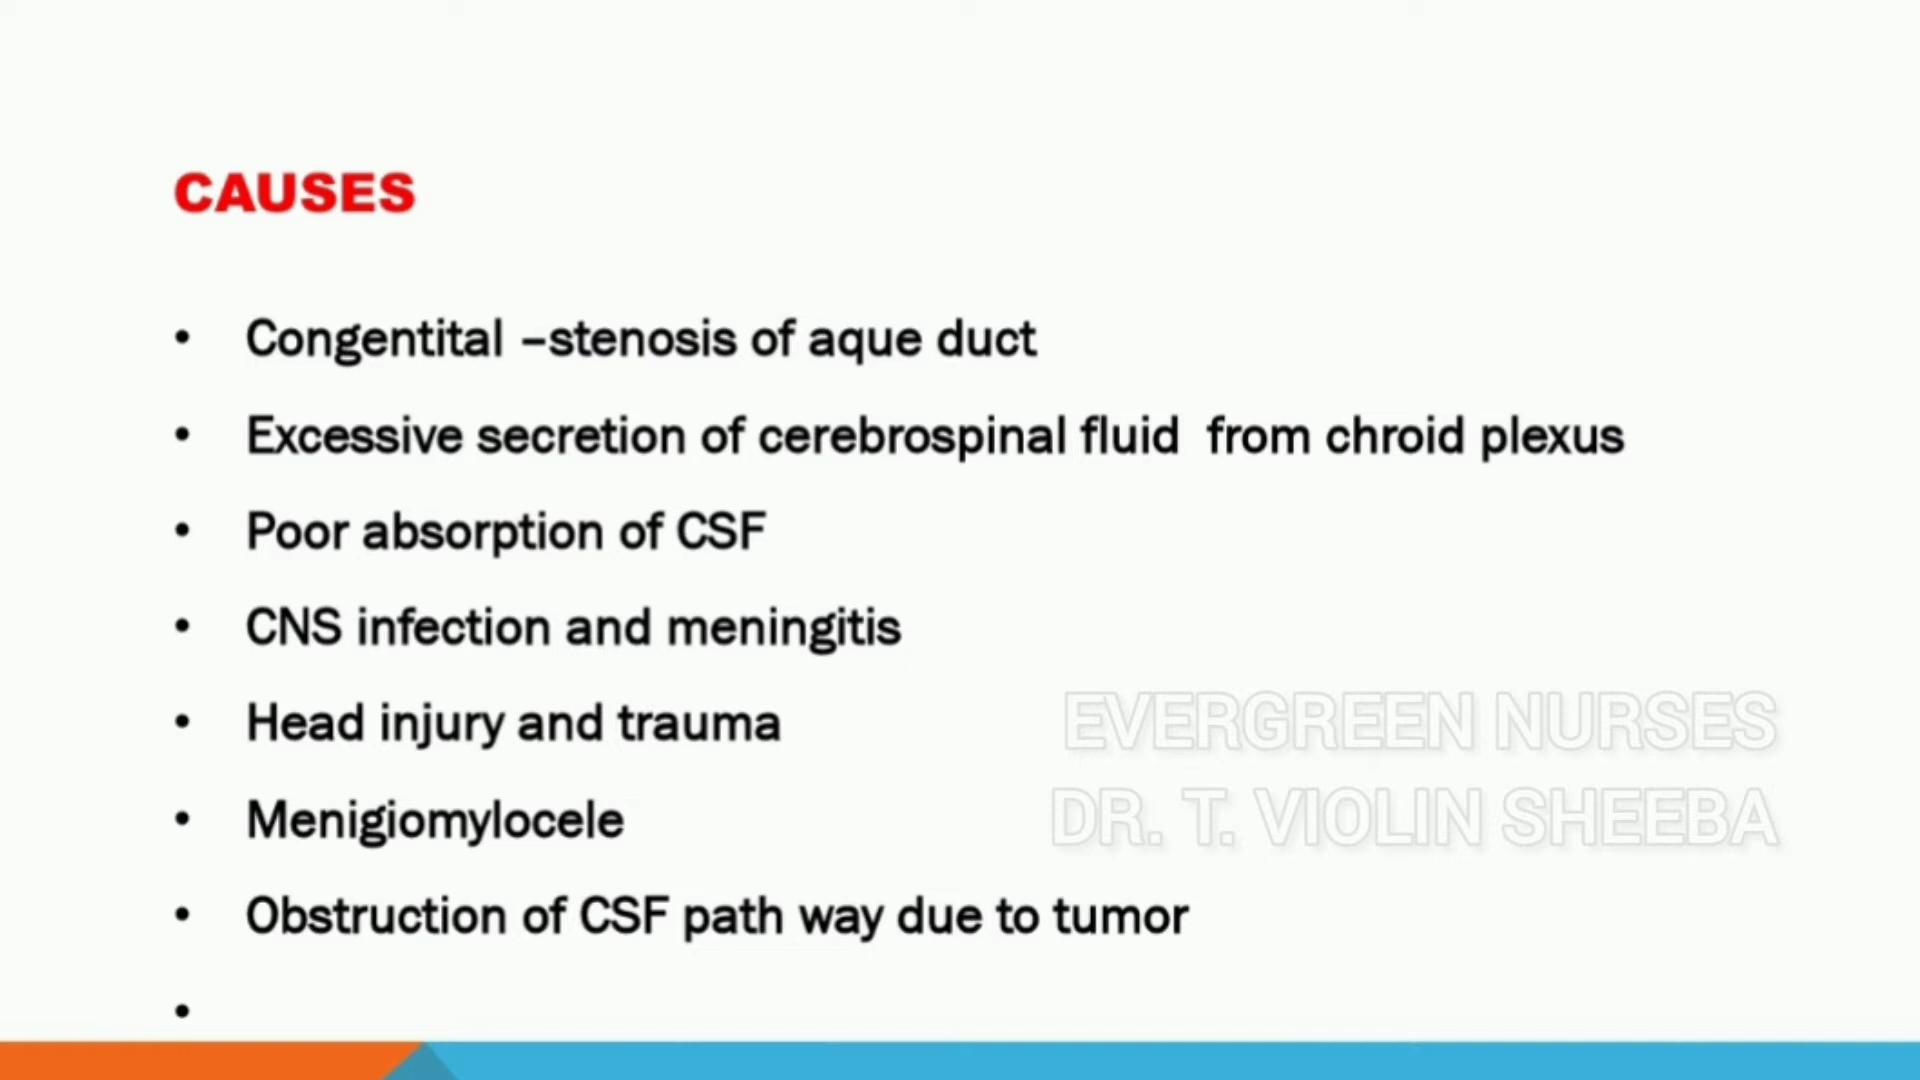 CAUSES
• Congentital –stenosis of aque duct
• Excessive secretion of cerebrospinal fluid from chroid plexus
• Poor absorption of CSF
• CNS infection and meningitis
• Head injury and trauma
EVERGREEN NURSES
• Menigiomylocele
DR. T. VIOLIN SHEEBA
• Obstruction of CSF path way due to tumor
•